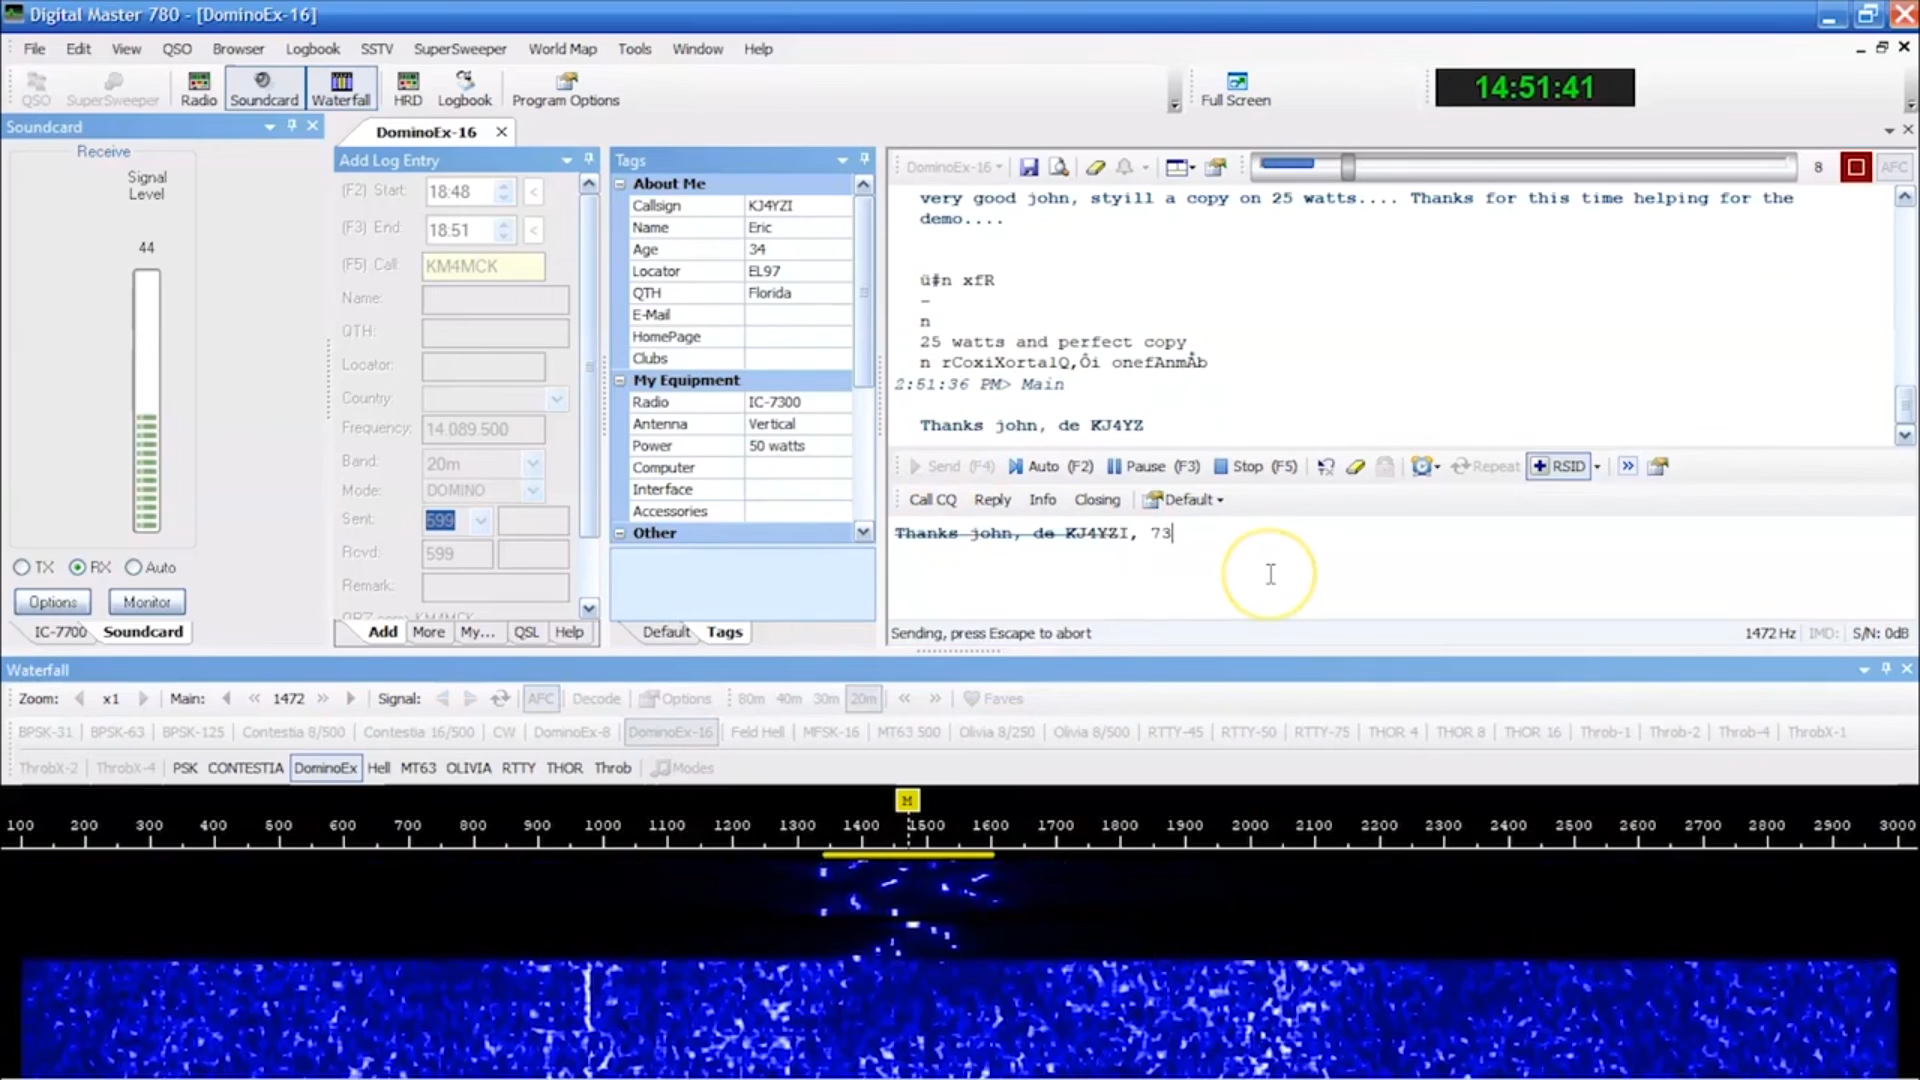 Digital Master 780 - [DominoEx-16]
File Edit View QSO Browser Logbook SSTV SuperSweeper World Map Tools Window Help
QSO SuperSweeper Radio Soundcard Waterfall HRD Logbook Program Options Full Screen 14:51:41
Soundcard
Receive
Signal
Level
44
TX RX Auto
Options Monitor
IC-7700 Soundcard
DominoEx-16
Add Log Entry
(F2) Start: 18:48 <
(F3) End: 18:51 <
(F5) Call: KM4MCK
Name:
QTH:
Locator:
Country:
Frequency: 14.089.500
Band: 20m
Mode: DOMINO
Sent: 599
Rcvd: 599
Remark:
Add More My... QSL Help
Tags
About Me
Callsign KJ4YZI
Name Eric
Age 34
Locator EL97
QTH Florida
E-Mail
HomePage
Clubs
My Equipment
Radio IC-7300
Antenna Vertical
Power 50 watts
Computer
Interface
Accessories
Other
Default Tags
DominoEx-16 8 AFC
very good john, styill a copy on 25 watts.... Thanks for this time helping for the
demo....
ü‡n xfR
–
n
25 watts and perfect copy
n rCoxiXortalQ,Ôi onefAnmÅb
2:51:36 PM> Main
Thanks john, de KJ4YZ
Send (F4) Auto (F2) Pause (F3) Stop (F5) Repeat RSID
Call CQ Reply Info Closing Default
Thanks john, de KJ4YZI, 73
Sending, press Escape to abort 1472 Hz IMD: S/N: 0dB
Waterfall
Zoom: x1 Main: 1472 Signal: AFC Decode Options 80m 40m 30m 20m Faves
BPSK-31 BPSK-63 BPSK-125 Contestia 8/500 Contestia 16/500 CW DominoEx-8 DominoEx-16 Feld Hell MFSK-16 MT63 500 Olivia 8/250 Olivia 8/500 RTTY-45 RTTY-50 RTTY-75 THOR 4 THOR 8 THOR 16 Throb-1 Throb-2 Throb-4 ThrobX-1
ThrobX-2 ThrobX-4 PSK CONTESTIA DominoEx Hell MT63 OLIVIA RTTY THOR Throb Modes
M
100 200 300 400 500 600 700 800 900 1000 1100 1200 1300 1400 1500 1600 1700 1800 1900 2000 2100 2200 2300 2400 2500 2600 2700 2800 2900 3000